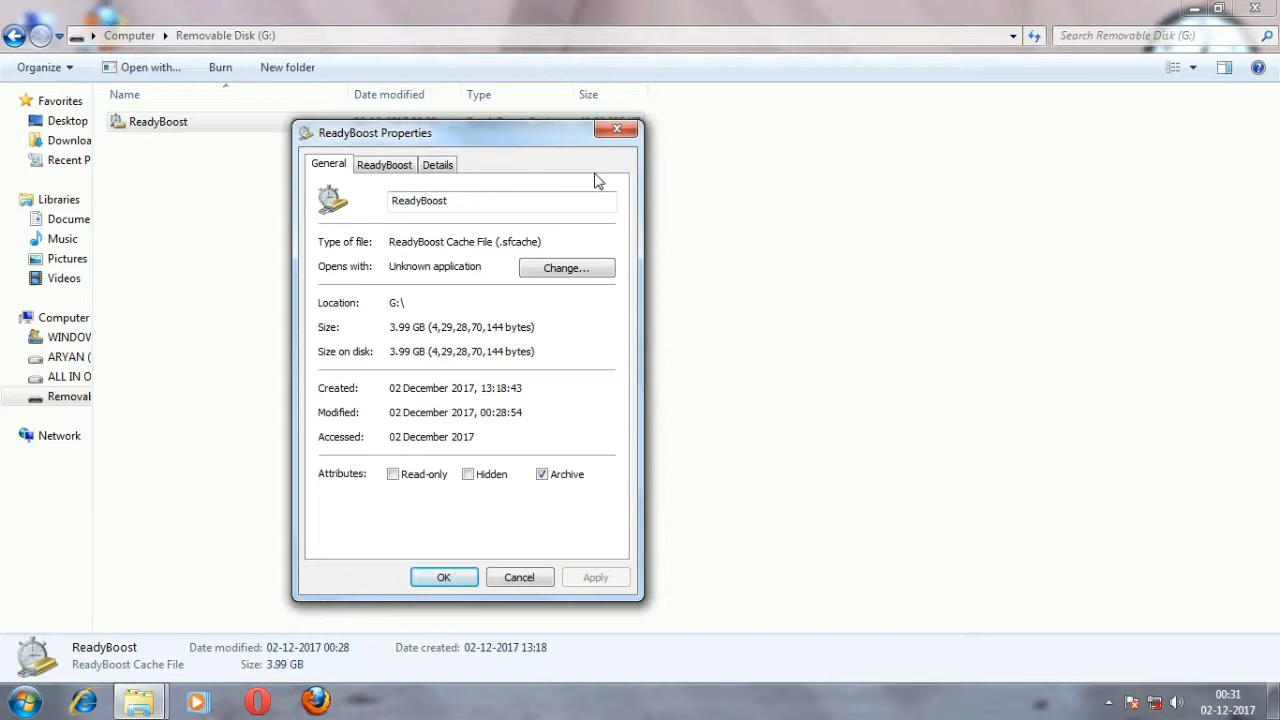 Computer
Removable Disk (G:)
Search Removable Disk (G:)
Organize
Open with...
Burn
New folder
Name
Date modified
Type
Size
Favorites
Desktop
Downloa
Recent P
Libraries
Docume
Music
Pictures
Videos
Computer
WINDOW
ARYAN (
ALL IN O
Removal
Network
ReadyBoost
ReadyBoost Properties
General
ReadyBoost
Details
ReadyBoost
Type of file: ReadyBoost Cache File (.sfcache)
Opens with: Unknown application
Change...
Location: G:\
Size: 3.99 GB (4,29,28,70,144 bytes)
Size on disk: 3.99 GB (4,29,28,70,144 bytes)
Created: 02 December 2017, 13:18:43
Modified: 02 December 2017, 00:28:54
Accessed: 02 December 2017
Attributes: Read-only Hidden Archive
OK
Cancel
Apply
ReadyBoost
Date modified: 02-12-2017 00:28
Date created: 02-12-2017 13:18
ReadyBoost Cache File
Size: 3.99 GB
00:31
02-12-2017